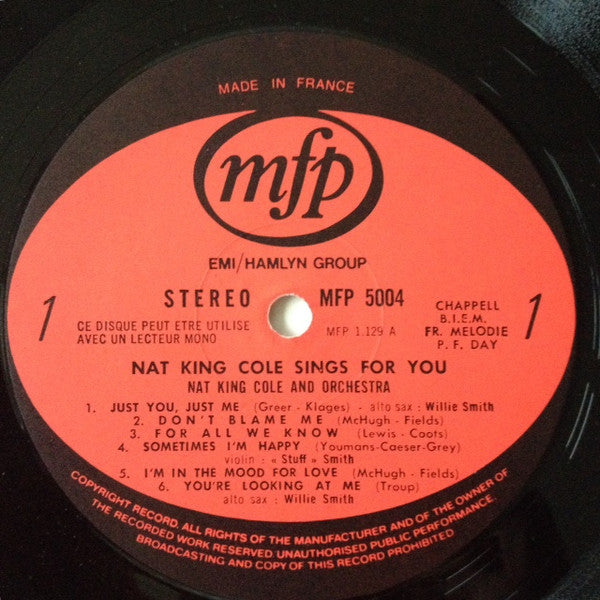 MADE IN FRANCE
mfp
EMI/HAMLYN GROUP
1 STEREO MFP 5004 1
CE DISQUE PEUT ETRE UTILISE
AVEC UN LECTEUR MONO
MFP 1.129 A
CHAPPELL
B.I.E.M.
FR. MELODIE
P. F. DAY
NAT KING COLE SINGS FOR YOU
NAT KING COLE AND ORCHESTRA
1. JUST YOU, JUST ME (Greer - Klages) - alto sax : Willie Smith
2. DON'T BLAME ME (McHugh - Fields)
3. FOR ALL WE KNOW (Lewis - Coots)
4. SOMETIMES I'M HAPPY (Youmans-Caeser-Grey)
violin : « Stuff » Smith
5. I'M IN THE MOOD FOR LOVE (McHugh - Fields)
6. YOU'RE LOOKING AT ME (Troup)
alto sax : Willie Smith
COPYRIGHT RECORD. ALL RIGHTS OF THE MANUFACTURER AND OF THE OWNER OF
THE RECORDED WORK RESERVED. UNAUTHORISED PUBLIC PERFORMANCE.
BROADCASTING AND COPY OF THIS RECORD PROHIBITED